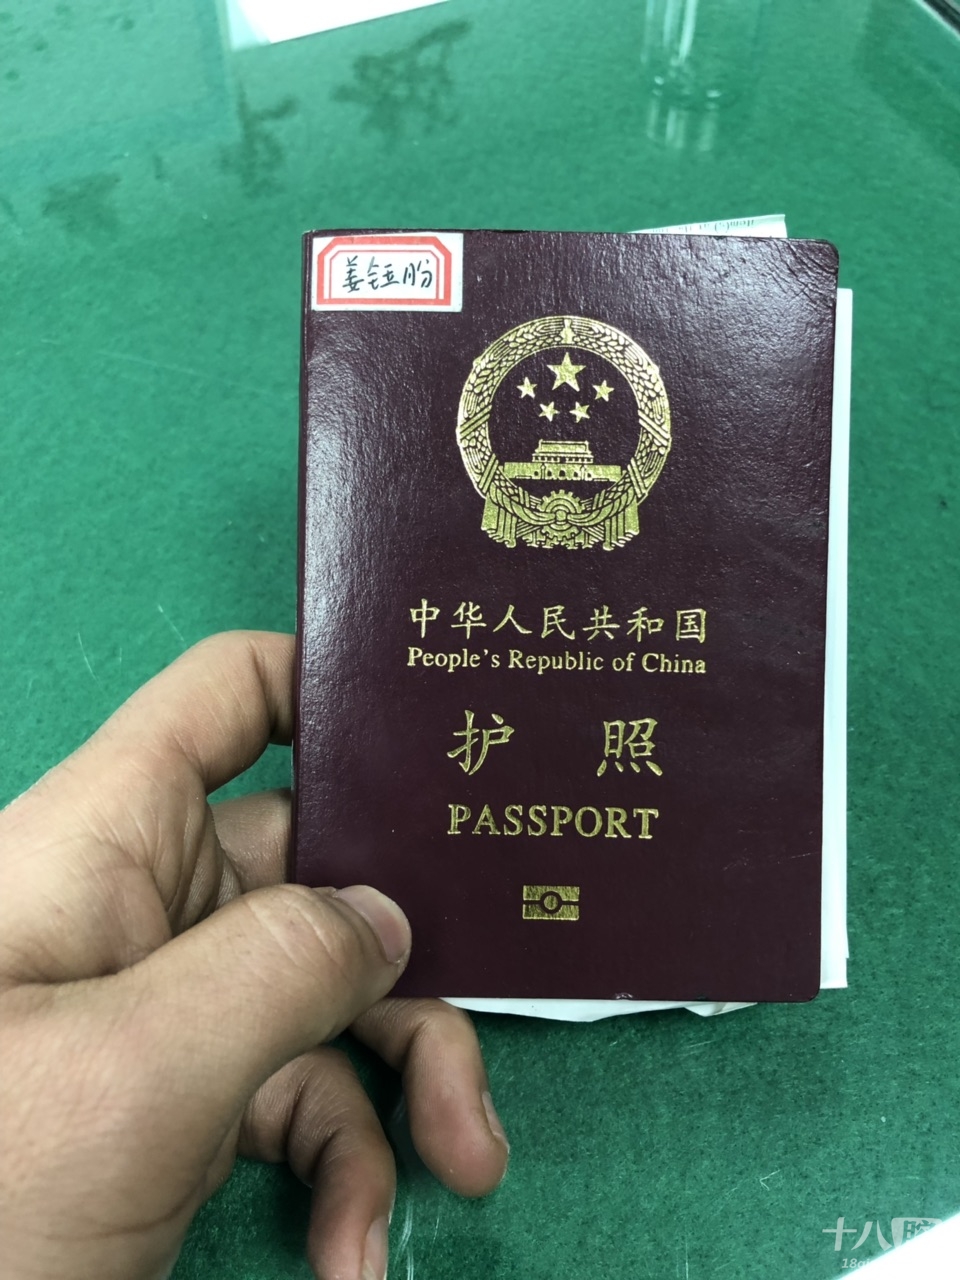 姜钰盼
中华人民共和国
People's Republic of China
护照
PASSPORT
十八